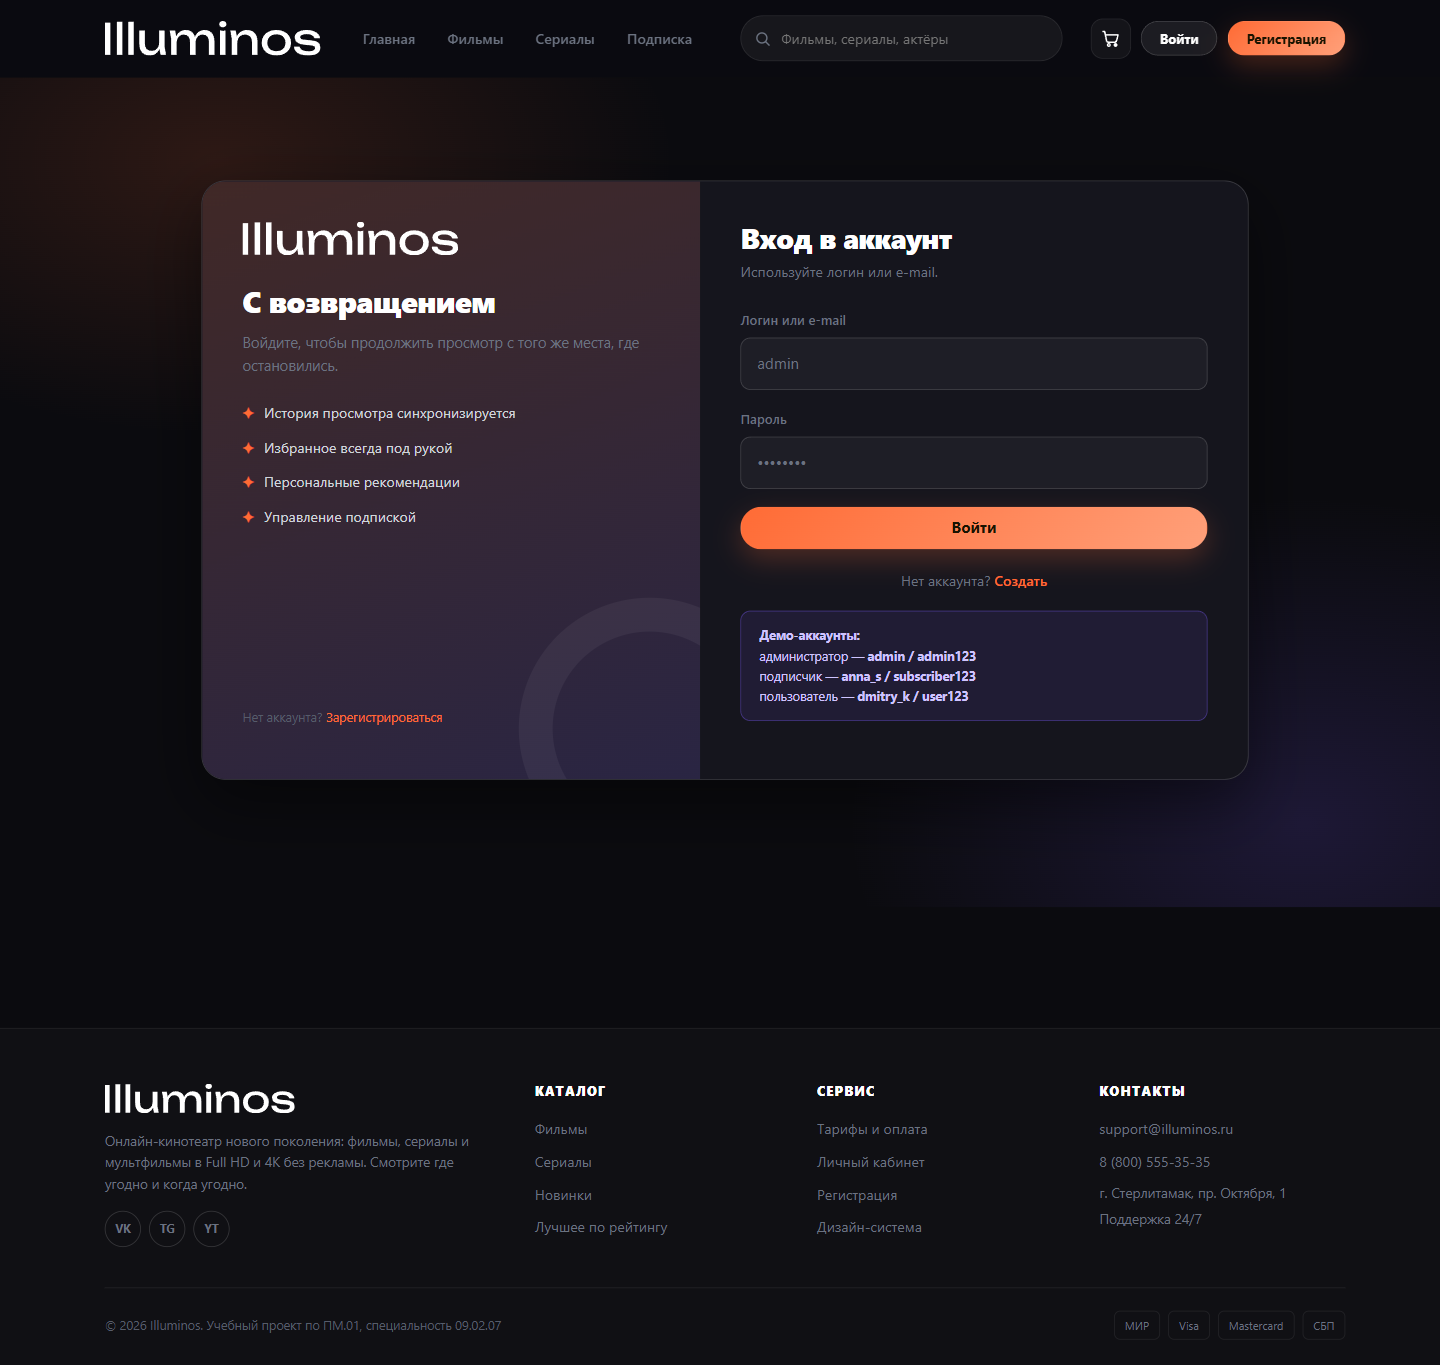 Illuminos
Главная
Фильмы
Сериалы
Подписка
Фильмы, сериалы, актёры
Войти
Регистрация
Illuminos
С возвращением
Войдите, чтобы продолжить просмотр с того же места, где
остановились.
История просмотра синхронизируется
Избранное всегда под рукой
Персональные рекомендации
Управление подпиской
Нет аккаунта? Зарегистрироваться
Вход в аккаунт
Используйте логин или e-mail.
Логин или e-mail
admin
Пароль
••••••••
Войти
Нет аккаунта? Создать
Демо-аккаунты:
администратор — admin / admin123
подписчик — anna_s / subscriber123
пользователь — dmitry_k / user123
Illuminos
Онлайн-кинотеатр нового поколения: фильмы, сериалы и
мультфильмы в Full HD и 4K без рекламы. Смотрите где
угодно и когда угодно.
VK
TG
YT
КАТАЛОГ
Фильмы
Сериалы
Новинки
Лучшее по рейтингу
СЕРВИС
Тарифы и оплата
Личный кабинет
Регистрация
Дизайн-система
КОНТАКТЫ
support@illuminos.ru
8 (800) 555-35-35
г. Стерлитамак, пр. Октября, 1
Поддержка 24/7
© 2026 Illuminos. Учебный проект по ПМ.01, специальность 09.02.07
МИР
Visa
Mastercard
СБП